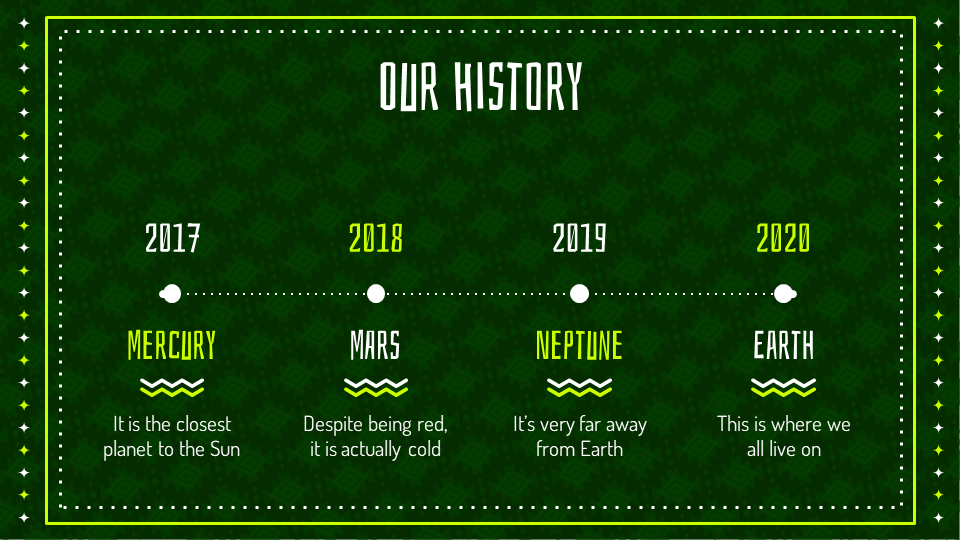 OUR HISTORY
2017
2018
2019
2020
MERCURY
MARS
NEPTUNE
EARTH
It is the closest
planet to the Sun
Despite being red,
it is actually cold
It’s very far away
from Earth
This is where we
all live on